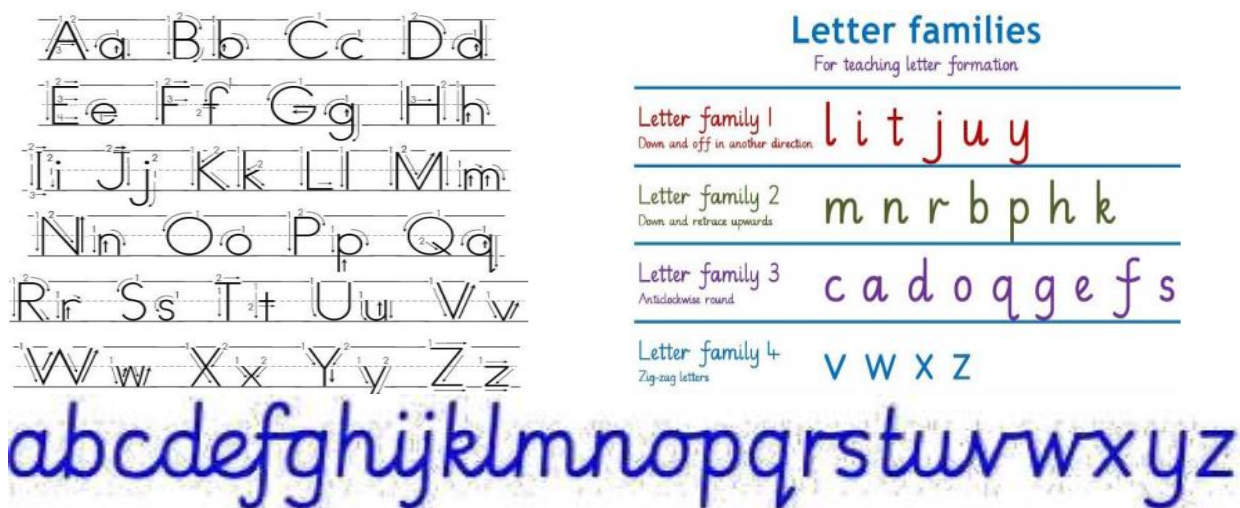 Aa Bb Cc Dd
Ee Ff Gg Hh
Ii Jj Kk Ll Mm
Nn Oo Pp Qq
Rr Ss Tt Uu Vv
Ww Xx Yy Zz
Letter families
For teaching letter formation
Letter family 1
Down and off in another direction
l i t j u y
Letter family 2
Down and retrace upwards
m n r b p h k
Letter family 3
Anticlockwise round
c a d o q g e f s
Letter family 4
Zig-zag letters
v w x z
abcdefghijklmnopqrstuvwxyz